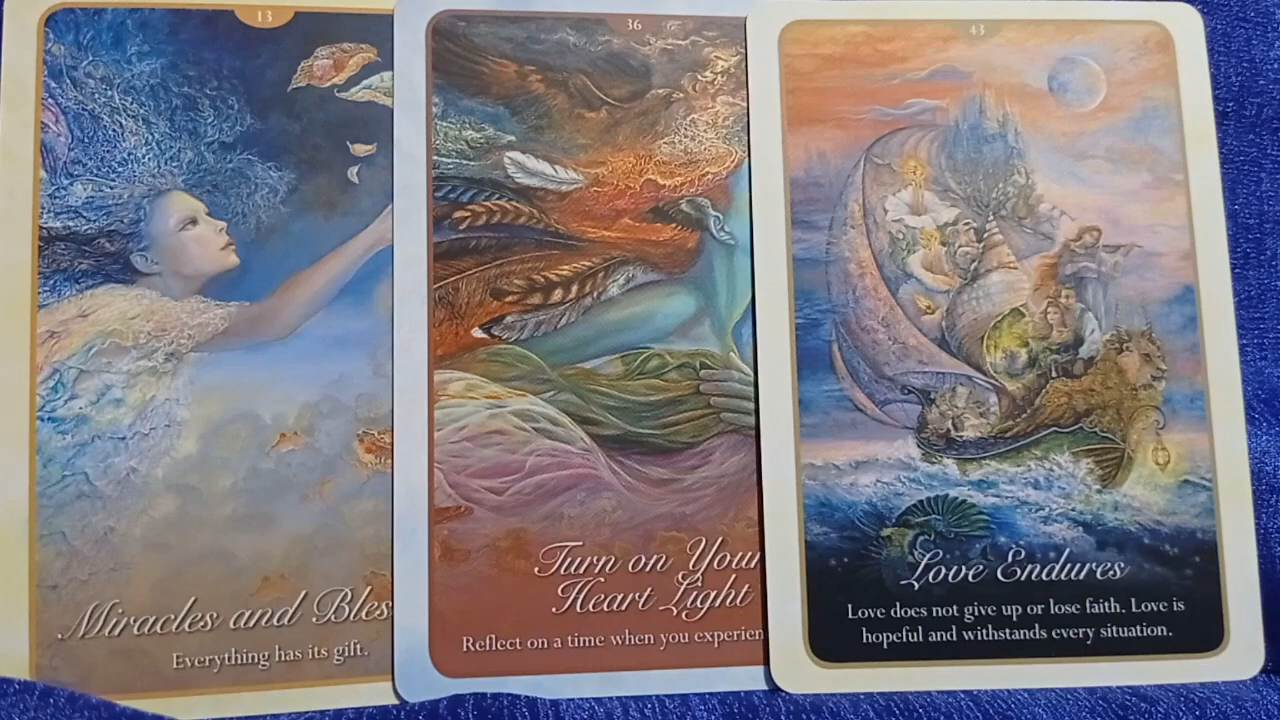 13
Miracles and Bles
Everything has its gift.
36
Turn on Your
Heart Light
Reflect on a time when you experien
43
Love Endures
Love does not give up or lose faith. Love is
hopeful and withstands every situation.